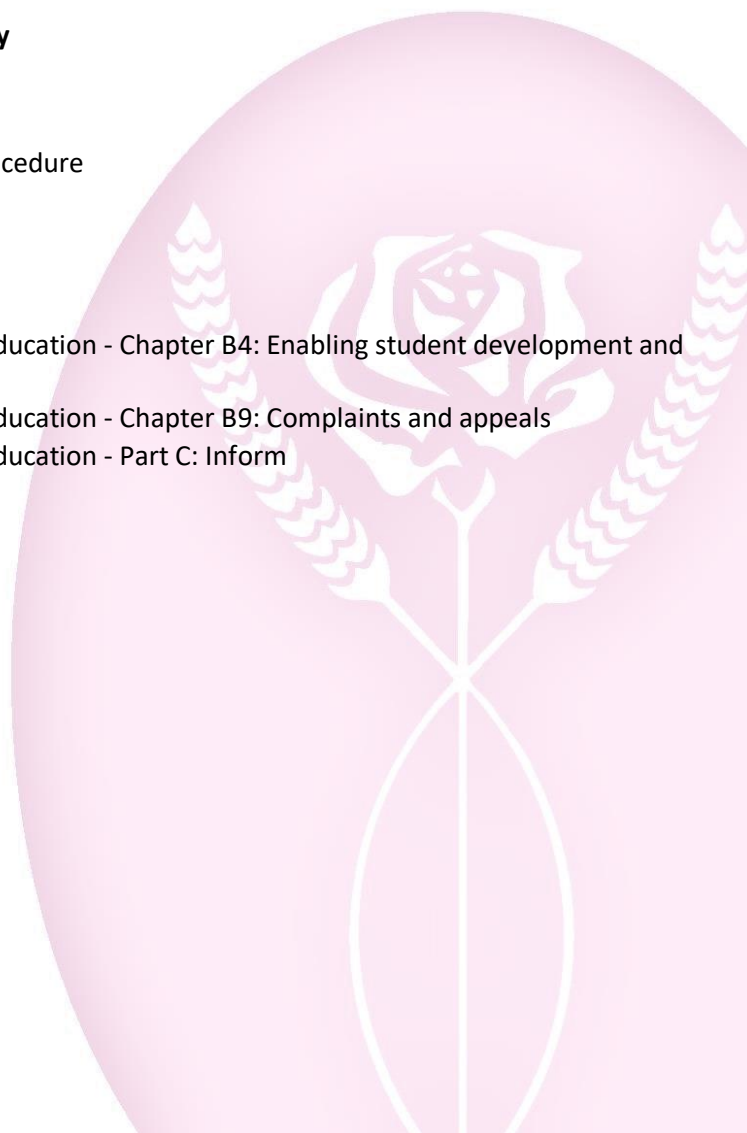 y
cedure
ducation - Chapter B4: Enabling student development and
ducation - Chapter B9: Complaints and appeals
ducation - Part C: Inform